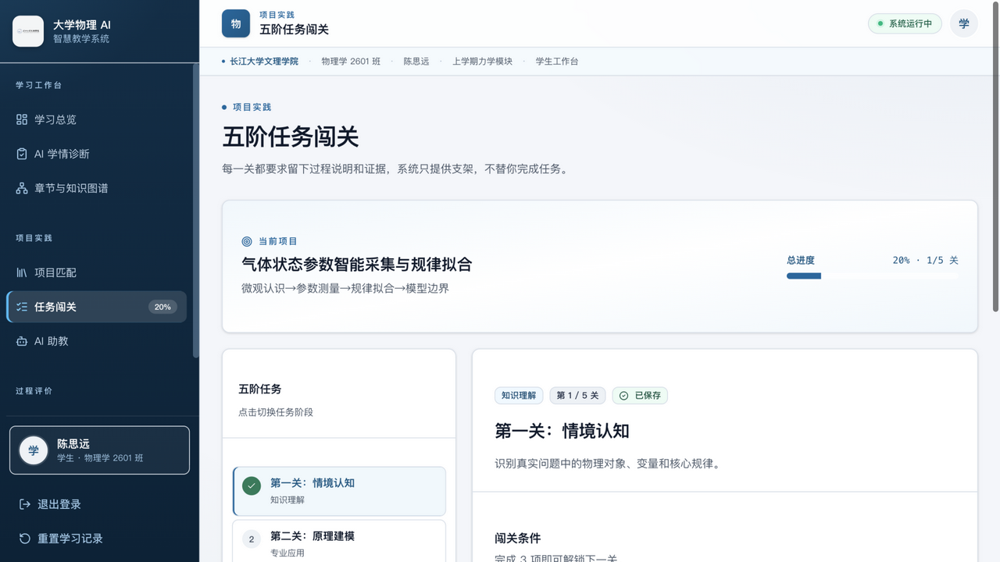 大学物理 AI
智慧教学系统
学习工作台
学习总览
AI 学情诊断
章节与知识图谱
项目实践
项目匹配
任务闯关
20%
AI 助教
过程评价
学
陈思远
学生 · 物理学 2601 班
退出登录
重置学习记录
物
项目实践
五阶任务闯关
系统运行中
学
长江大学文理学院 · 物理学 2601 班 · 陈思远 · 上学期力学模块 · 学生工作台
项目实践
五阶任务闯关
每一关都要求留下过程说明和证据，系统只提供支架，不替你完成任务。
当前项目
气体状态参数智能采集与规律拟合
微观认识→参数测量→规律拟合→模型边界
总进度
20% · 1/5 关
五阶任务
点击切换任务阶段
第一关：情境认知
知识理解
2
第二关：原理建模
专业应用
知识理解
第 1 / 5 关
已保存
第一关：情境认知
识别真实问题中的物理对象、变量和核心规律。
闯关条件
完成 3 项即可解锁下一关